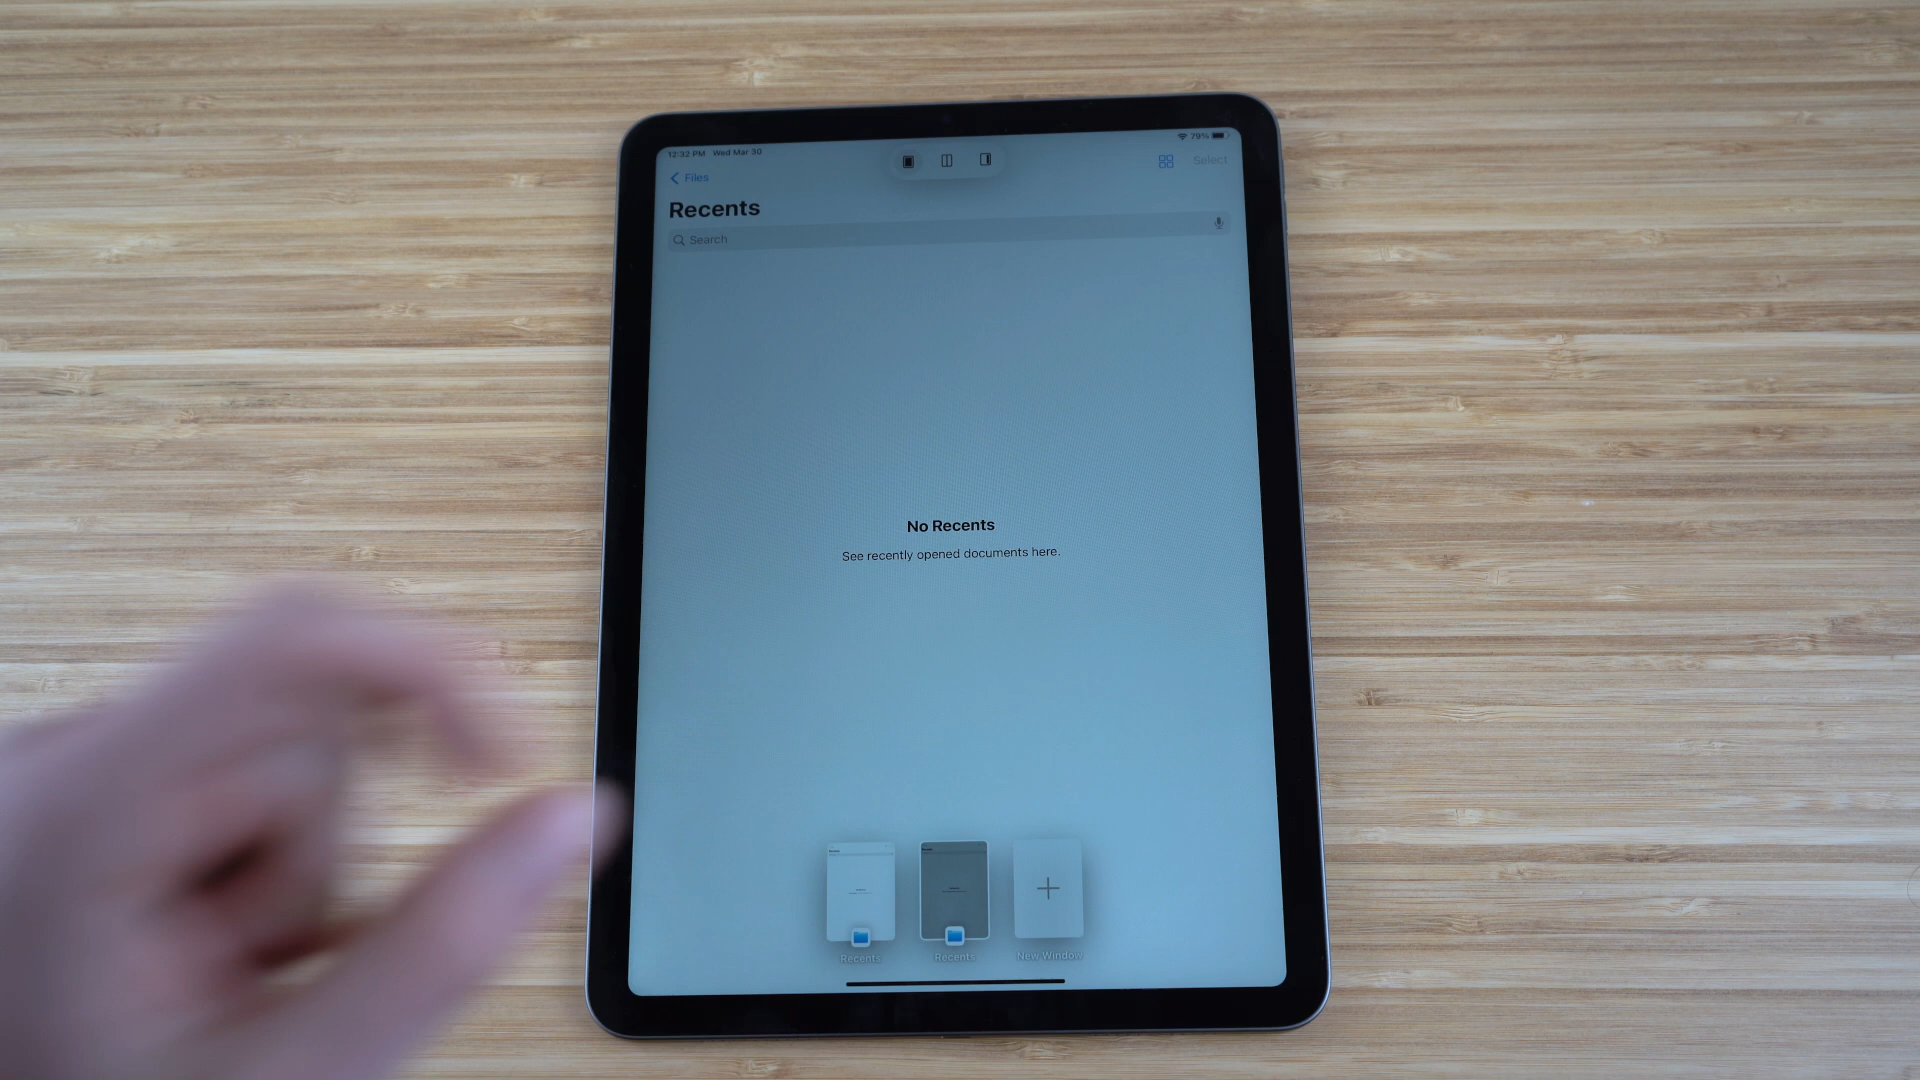 12:32 PM Wed Mar 30
79%
Files
Select
Recents
Search
No Recents
See recently opened documents here.
Recents
Recents
New Window